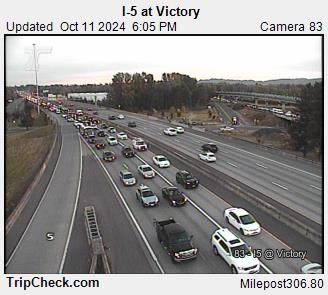 I-5 at Victory
Updated Oct 11 2024 6:05 PM Camera 83
S
83 - I5 @ Victory
TripCheck.com Milepost306.80